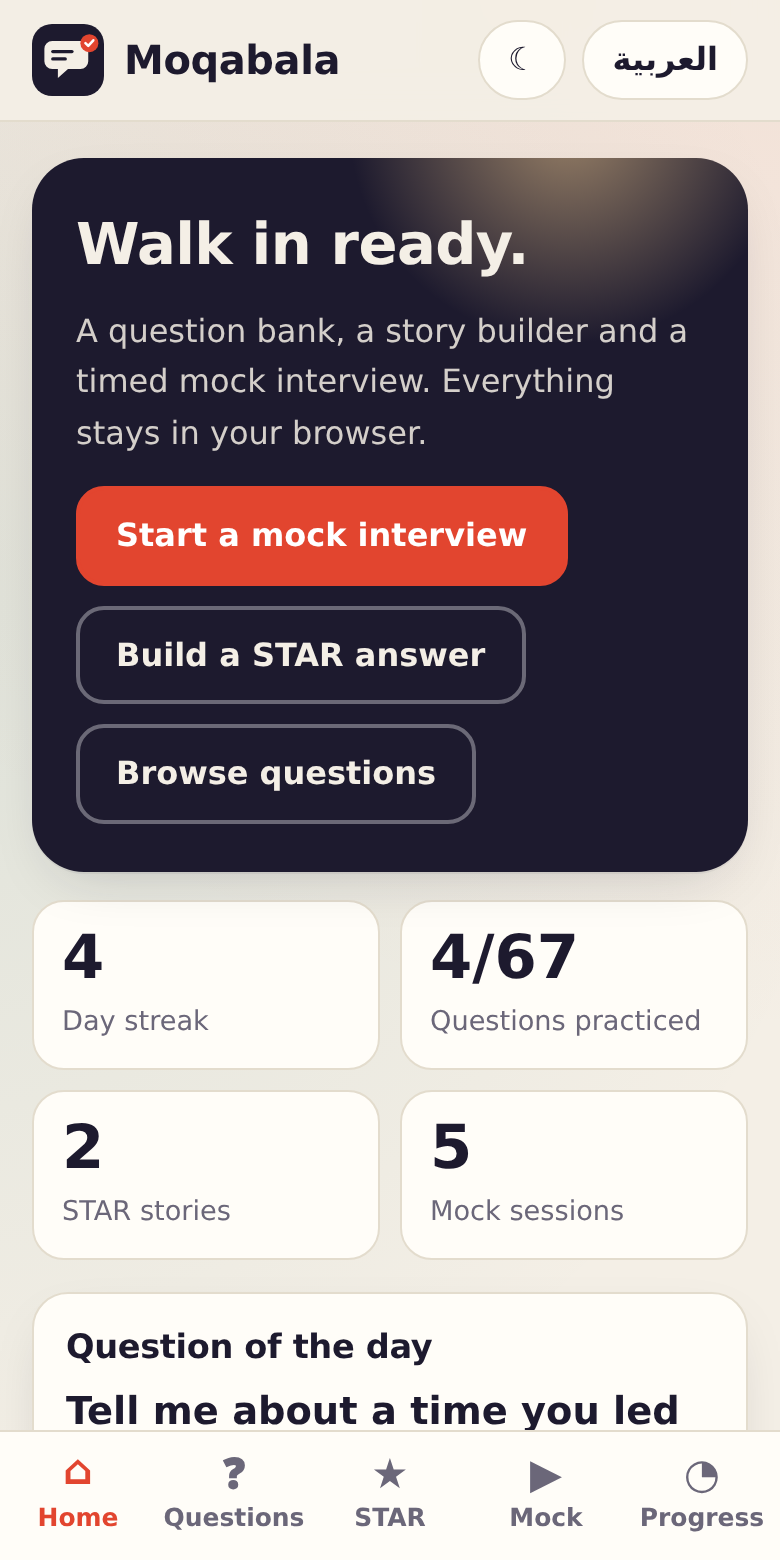 Moqabala
العربية
Walk in ready.
A question bank, a story builder and a
timed mock interview. Everything
stays in your browser.
Start a mock interview
Build a STAR answer
Browse questions
4
Day streak
4/67
Questions practiced
2
STAR stories
5
Mock sessions
Question of the day
Tell me about a time you led
Home
Questions
STAR
Mock
Progress